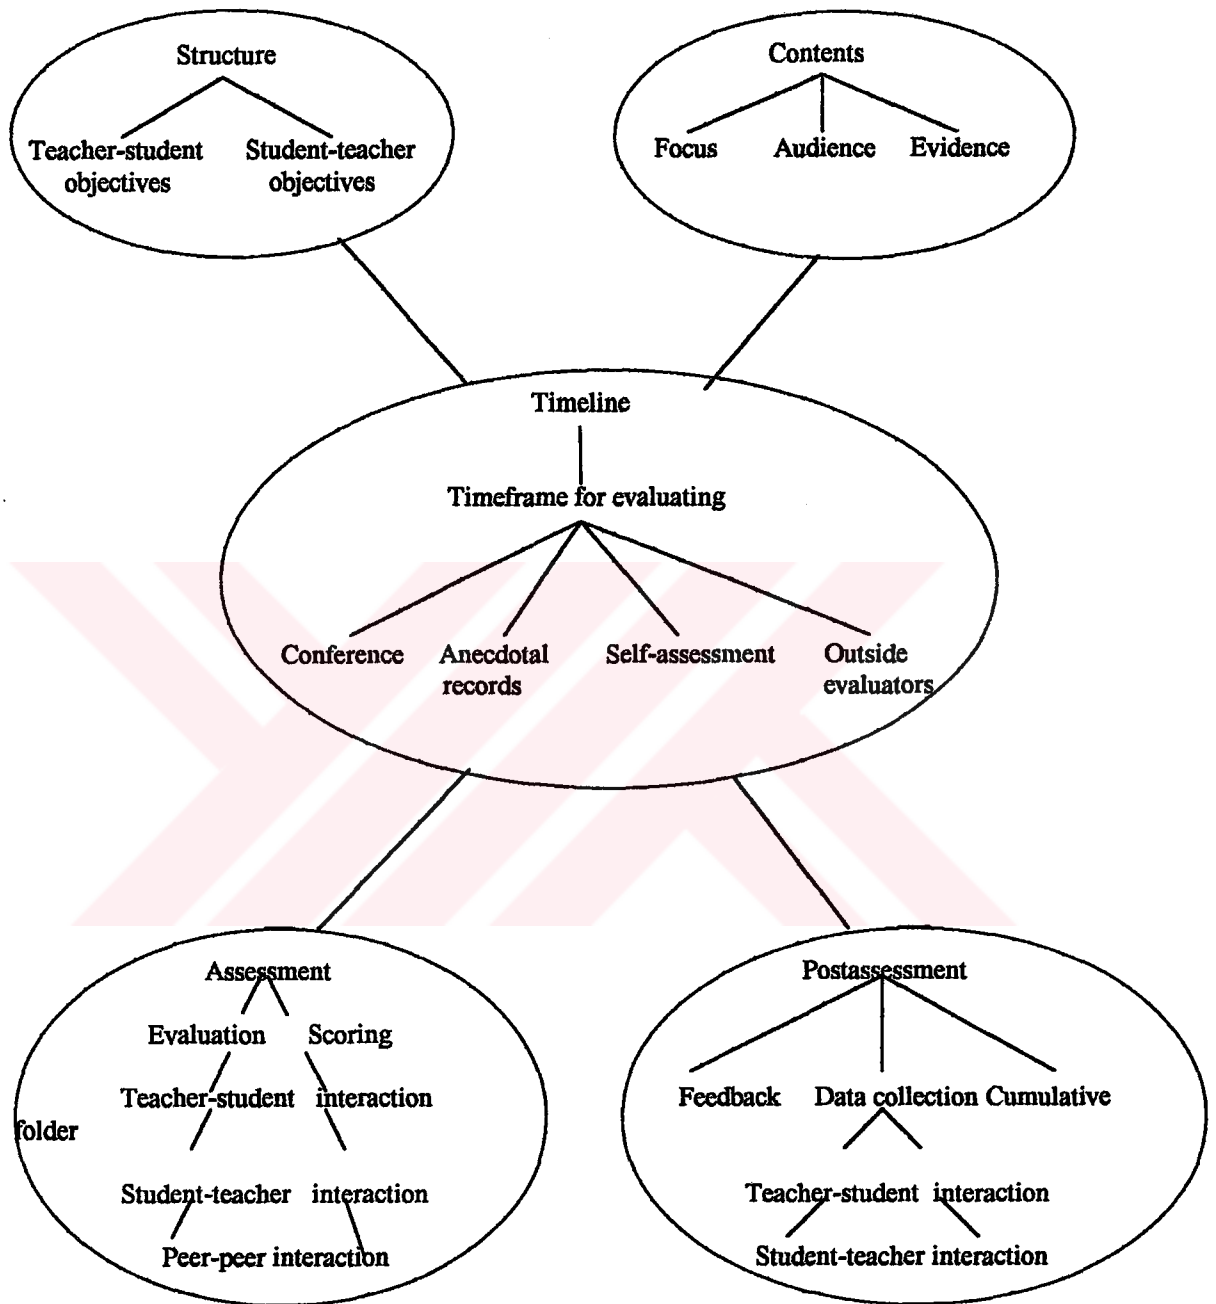 Structure
Teacher-student objectives
Student-teacher objectives
Contents
Focus
Audience
Evidence
Timeline
Timeframe for evaluating
Conference
Anecdotal records
Self-assessment
Outside evaluators
Assessment
Evaluation Scoring
Teacher-student interaction
folder
Student-teacher interaction
Peer-peer interaction
Postassessment
Feedback Data collection Cumulative
Teacher-student interaction
Student-teacher interaction